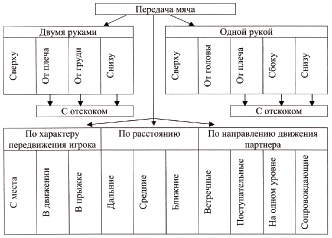 Передача мяча
Двумя руками
Одной рукой
Сверху
От плеча
От груди
Снизу
Сверху
От головы
От плеча
Сбоку
Снизу
С отскоком
С отскоком
По характеру
передвижения игрока
По расстоянию
По направлению движения
партнера
С места
В движении
В прыжке
Дальние
Средние
Ближние
Встречные
Поступательные
На одном уровне
Сопровождающие